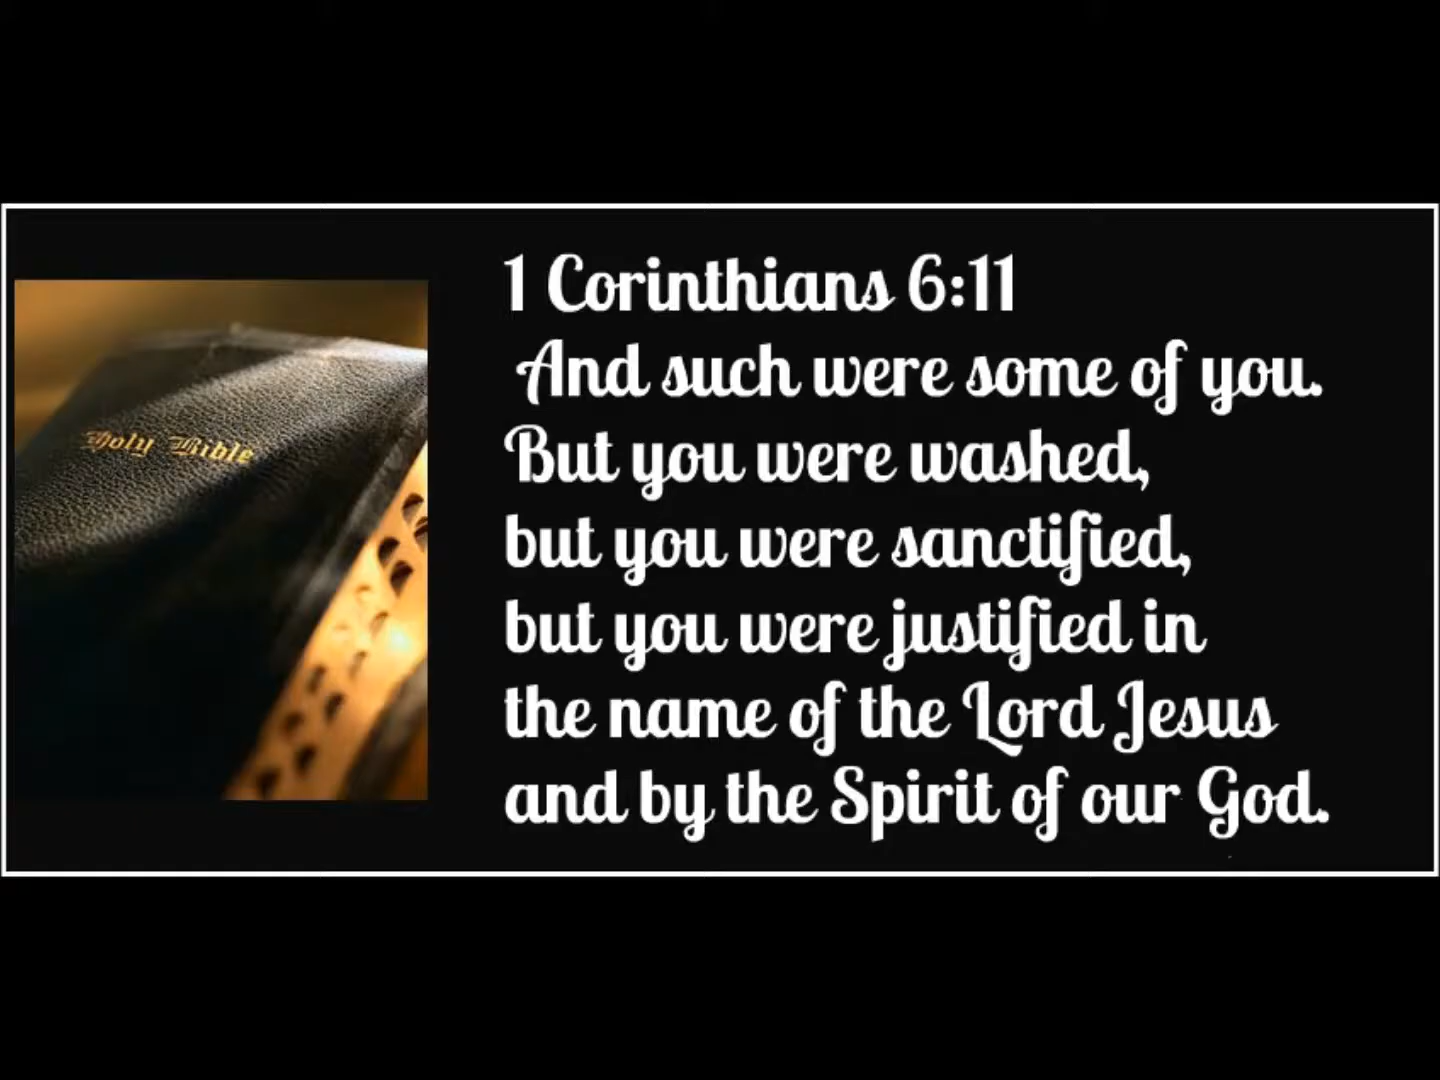 Holy Bible
1 Corinthians 6:11
And such were some of you.
But you were washed,
but you were sanctified,
but you were justified in
the name of the Lord Jesus
and by the Spirit of our God.